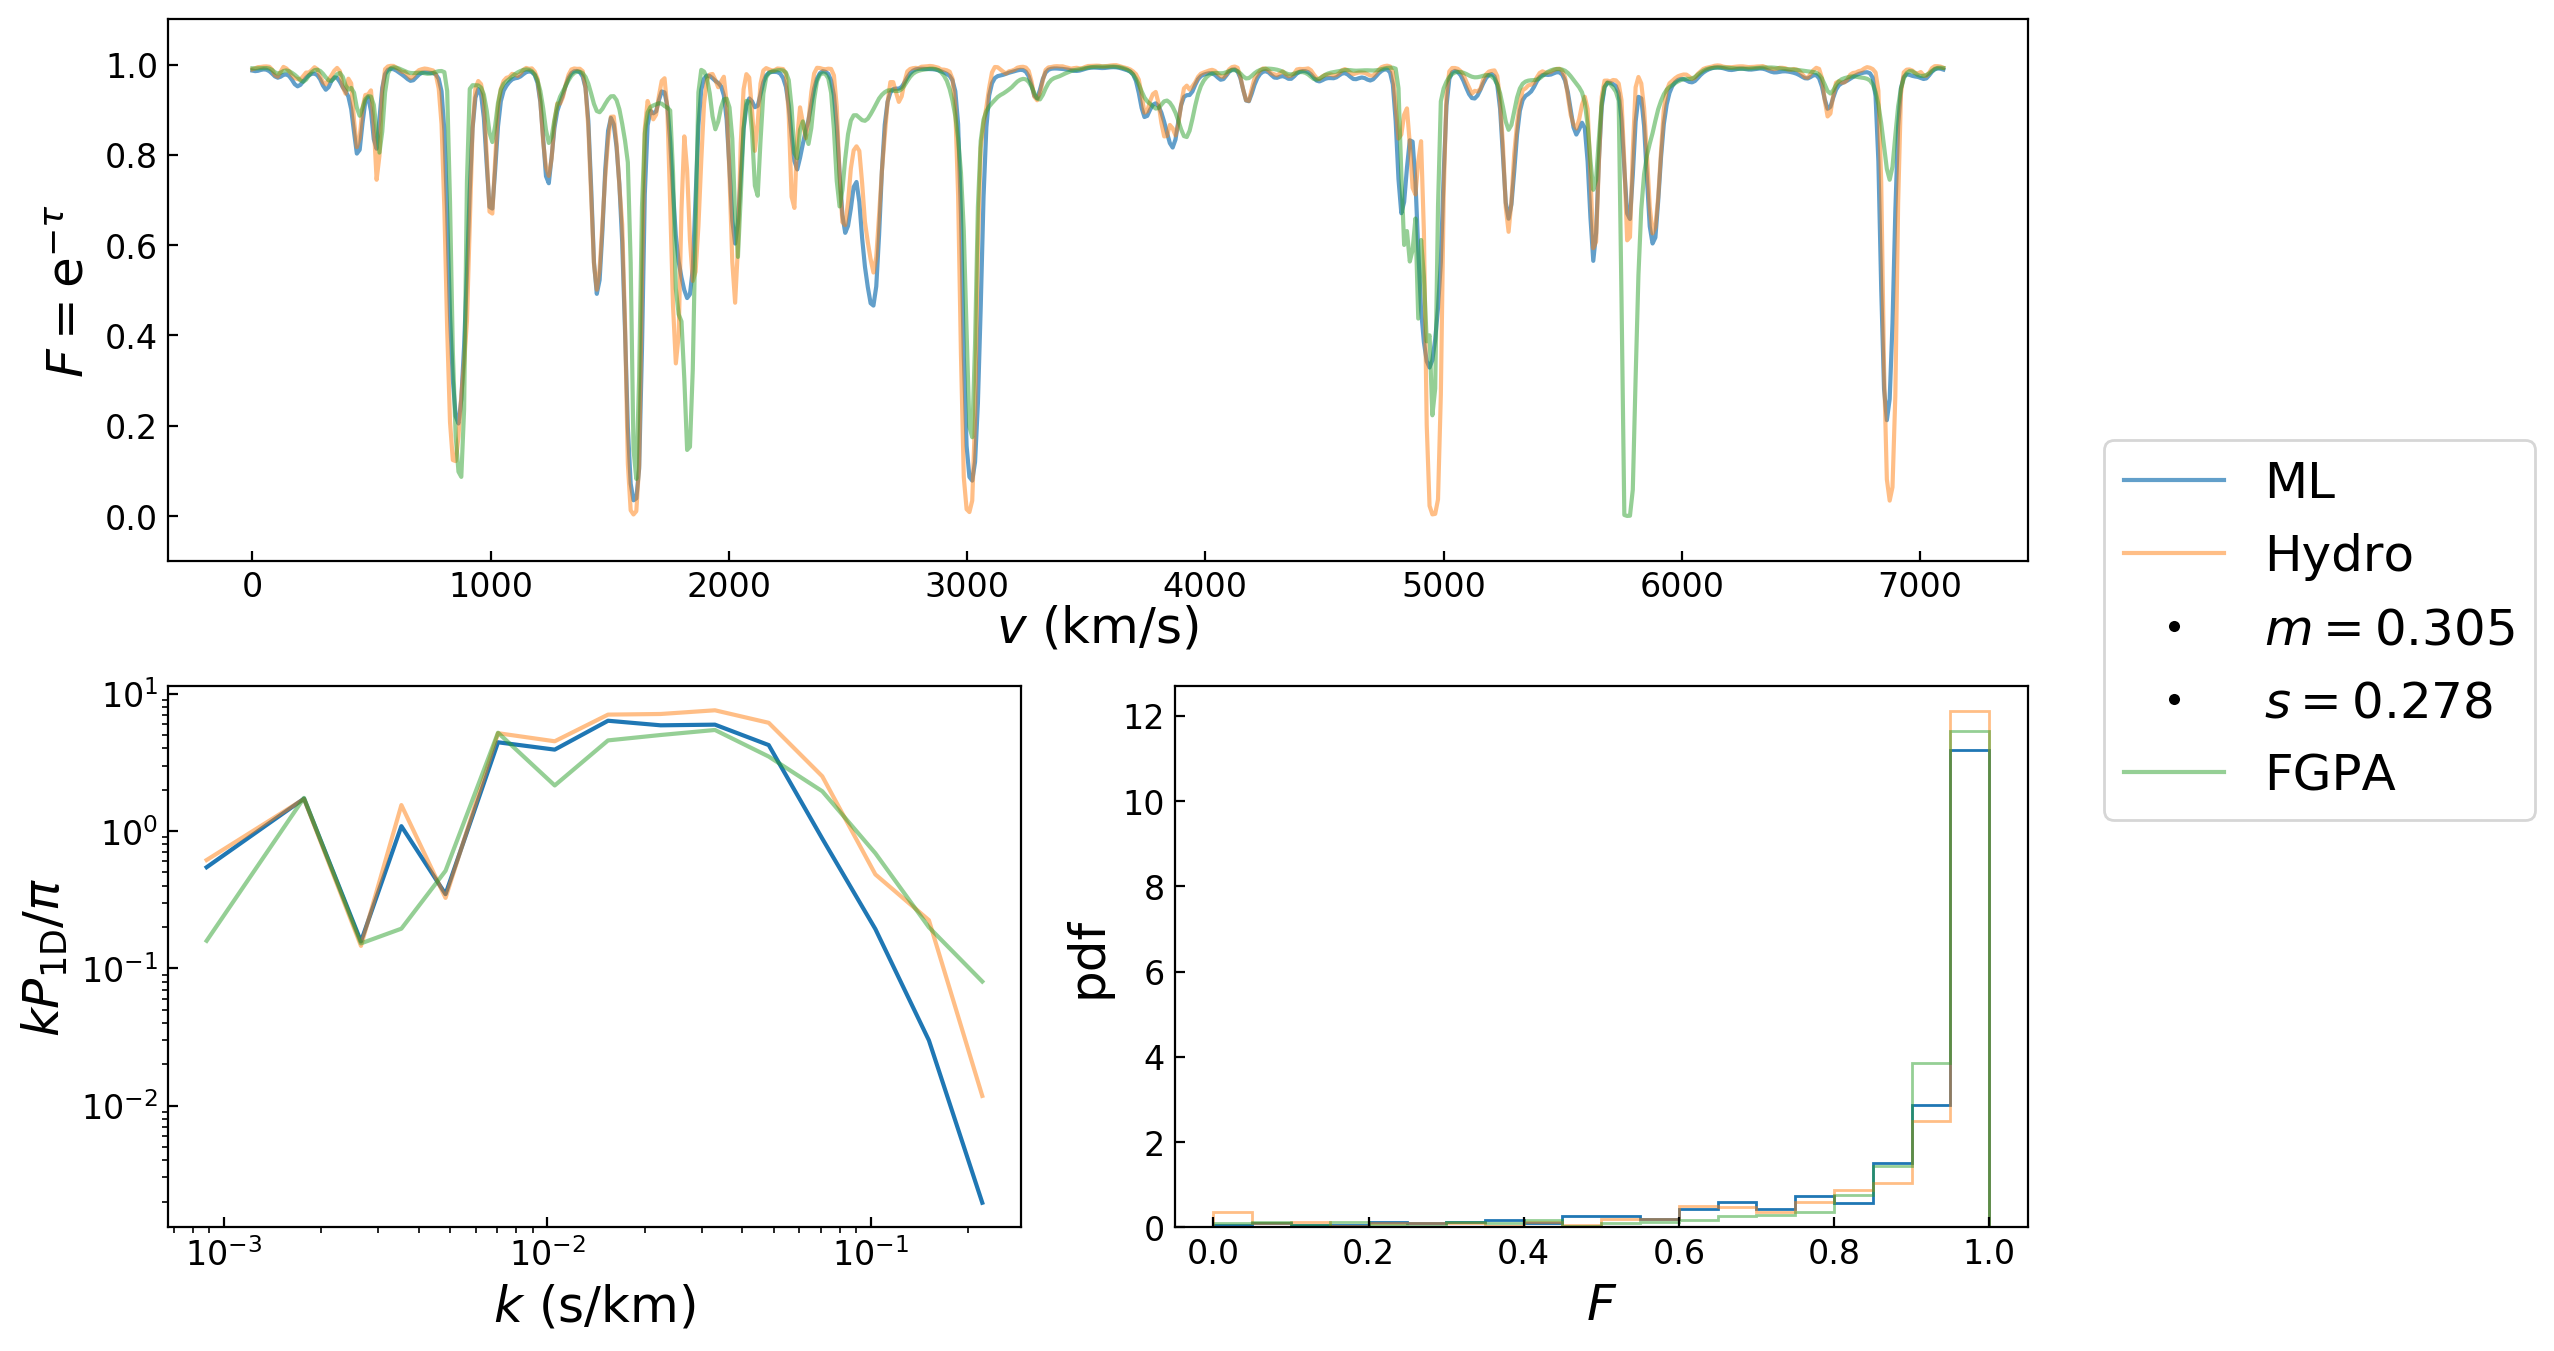 F = e^{-τ}
1.0
0.8
0.6
0.4
0.2
0.0
0 1000 2000 3000 4000 5000 6000 7000
v (km/s)
ML
Hydro
m = 0.305
s = 0.278
FGPA
kP_{1D}/π
10^1
10^0
10^{-1}
10^{-2}
10^{-3} 10^{-2} 10^{-1}
k (s/km)
pdf
12
10
8
6
4
2
0
0.0 0.2 0.4 0.6 0.8 1.0
F